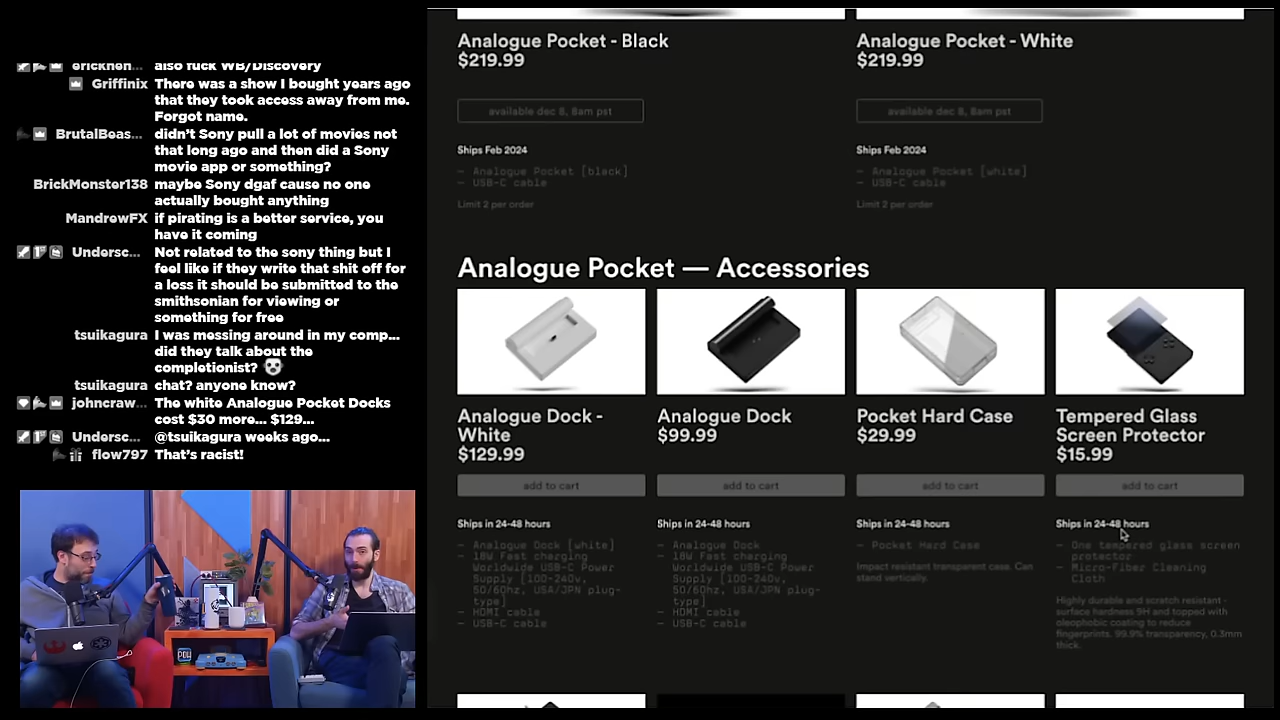 ericknen... also fuck WB/Discovery
Griffinix There was a show I bought years ago
that they took access away from me.
Forgot name.
BrutalBeas... didn't Sony pull a lot of movies not
that long ago and then did a Sony
movie app or something?
BrickMonster138 maybe Sony dgaf cause no one
actually bought anything
MandrewFX if pirating is a better service, you
have it coming
Undersc... Not related to the sony thing but I
feel like if they write that shit off for
a loss it should be submitted to the
smithsonian for viewing or
something for free
tsuikagura I was messing around in my comp...
did they talk about the
completionist?
tsuikagura chat? anyone know?
johncraw... The white Analogue Pocket Docks
cost $30 more... $129...
Undersc... @tsuikagura weeks ago...
flow797 That's racist!
Analogue Pocket - Black
$219.99
available dec 8, 8am pst
Ships Feb 2024
— Analogue Pocket [black]
— USB-C cable
Limit 2 per order
Analogue Pocket - White
$219.99
available dec 8, 8am pst
Ships Feb 2024
— Analogue Pocket [white]
— USB-C cable
Limit 2 per order
Analogue Pocket — Accessories
Analogue Dock -
White
$129.99
add to cart
Ships in 24-48 hours
— Analogue Dock [white]
— 18W Fast charging
Worldwide USB-C Power
Supply [100-240v,
50/60hz, USA/JPN plug-
type]
— HDMI cable
— USB-C cable
Analogue Dock
$99.99
add to cart
Ships in 24-48 hours
— Analogue Dock
— 18W Fast charging
Worldwide USB-C Power
Supply [100-240v,
50/60hz, USA/JPN plug-
type]
— HDMI cable
— USB-C cable
Pocket Hard Case
$29.99
add to cart
Ships in 24-48 hours
— Pocket Hard Case
Impact resistant transparent case. Can
stand vertically.
Tempered Glass
Screen Protector
$15.99
add to cart
Ships in 24-48 hours
— One tempered glass screen
protector
— Micro-Fiber Cleaning
Cloth
Highly durable and scratch resistant -
surface hardness 9H and topped with
oleophobic coating to reduce
fingerprints. 99.9% transparency, 0.3mm
thick.